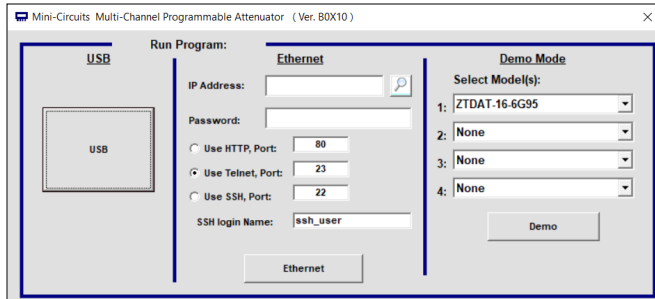 Mini-Circuits Multi-Channel Programmable Attenuator ( Ver. B0X10 )
Run Program:
USB
USB
Ethernet
IP Address:
Password:
Use HTTP, Port: 80
Use Telnet, Port: 23
Use SSH, Port: 22
SSH login Name: ssh_user
Ethernet
Demo Mode
Select Model(s):
1: ZTDAT-16-6G95
2: None
3: None
4: None
Demo